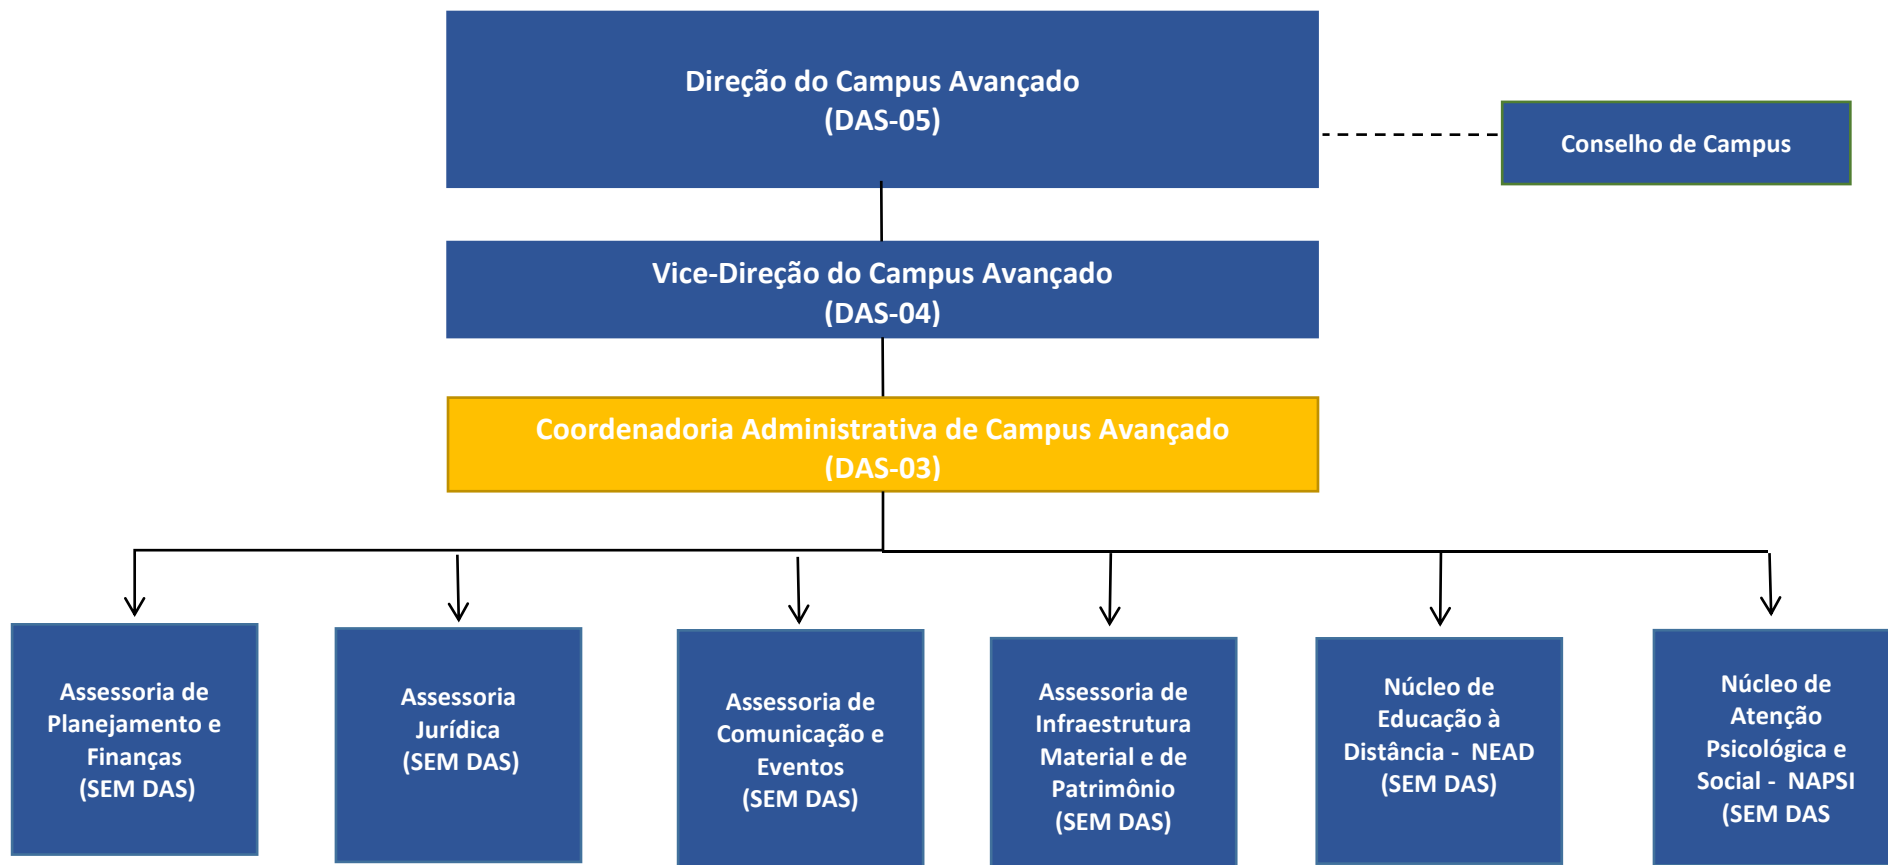 Direção do Campus Avançado
(DAS-05)
Conselho de Campus
Vice-Direção do Campus Avançado
(DAS-04)
Coordenadoria Administrativa de Campus Avançado
(DAS-03)
Assessoria de
Planejamento e
Finanças
(SEM DAS)
Assessoria
Jurídica
(SEM DAS)
Assessoria de
Comunicação e
Eventos
(SEM DAS)
Assessoria de
Infraestrutura
Material e de
Patrimônio
(SEM DAS)
Núcleo de
Educação à
Distância - NEAD
(SEM DAS)
Núcleo de
Atenção
Psicológica e
Social - NAPSI
(SEM DAS